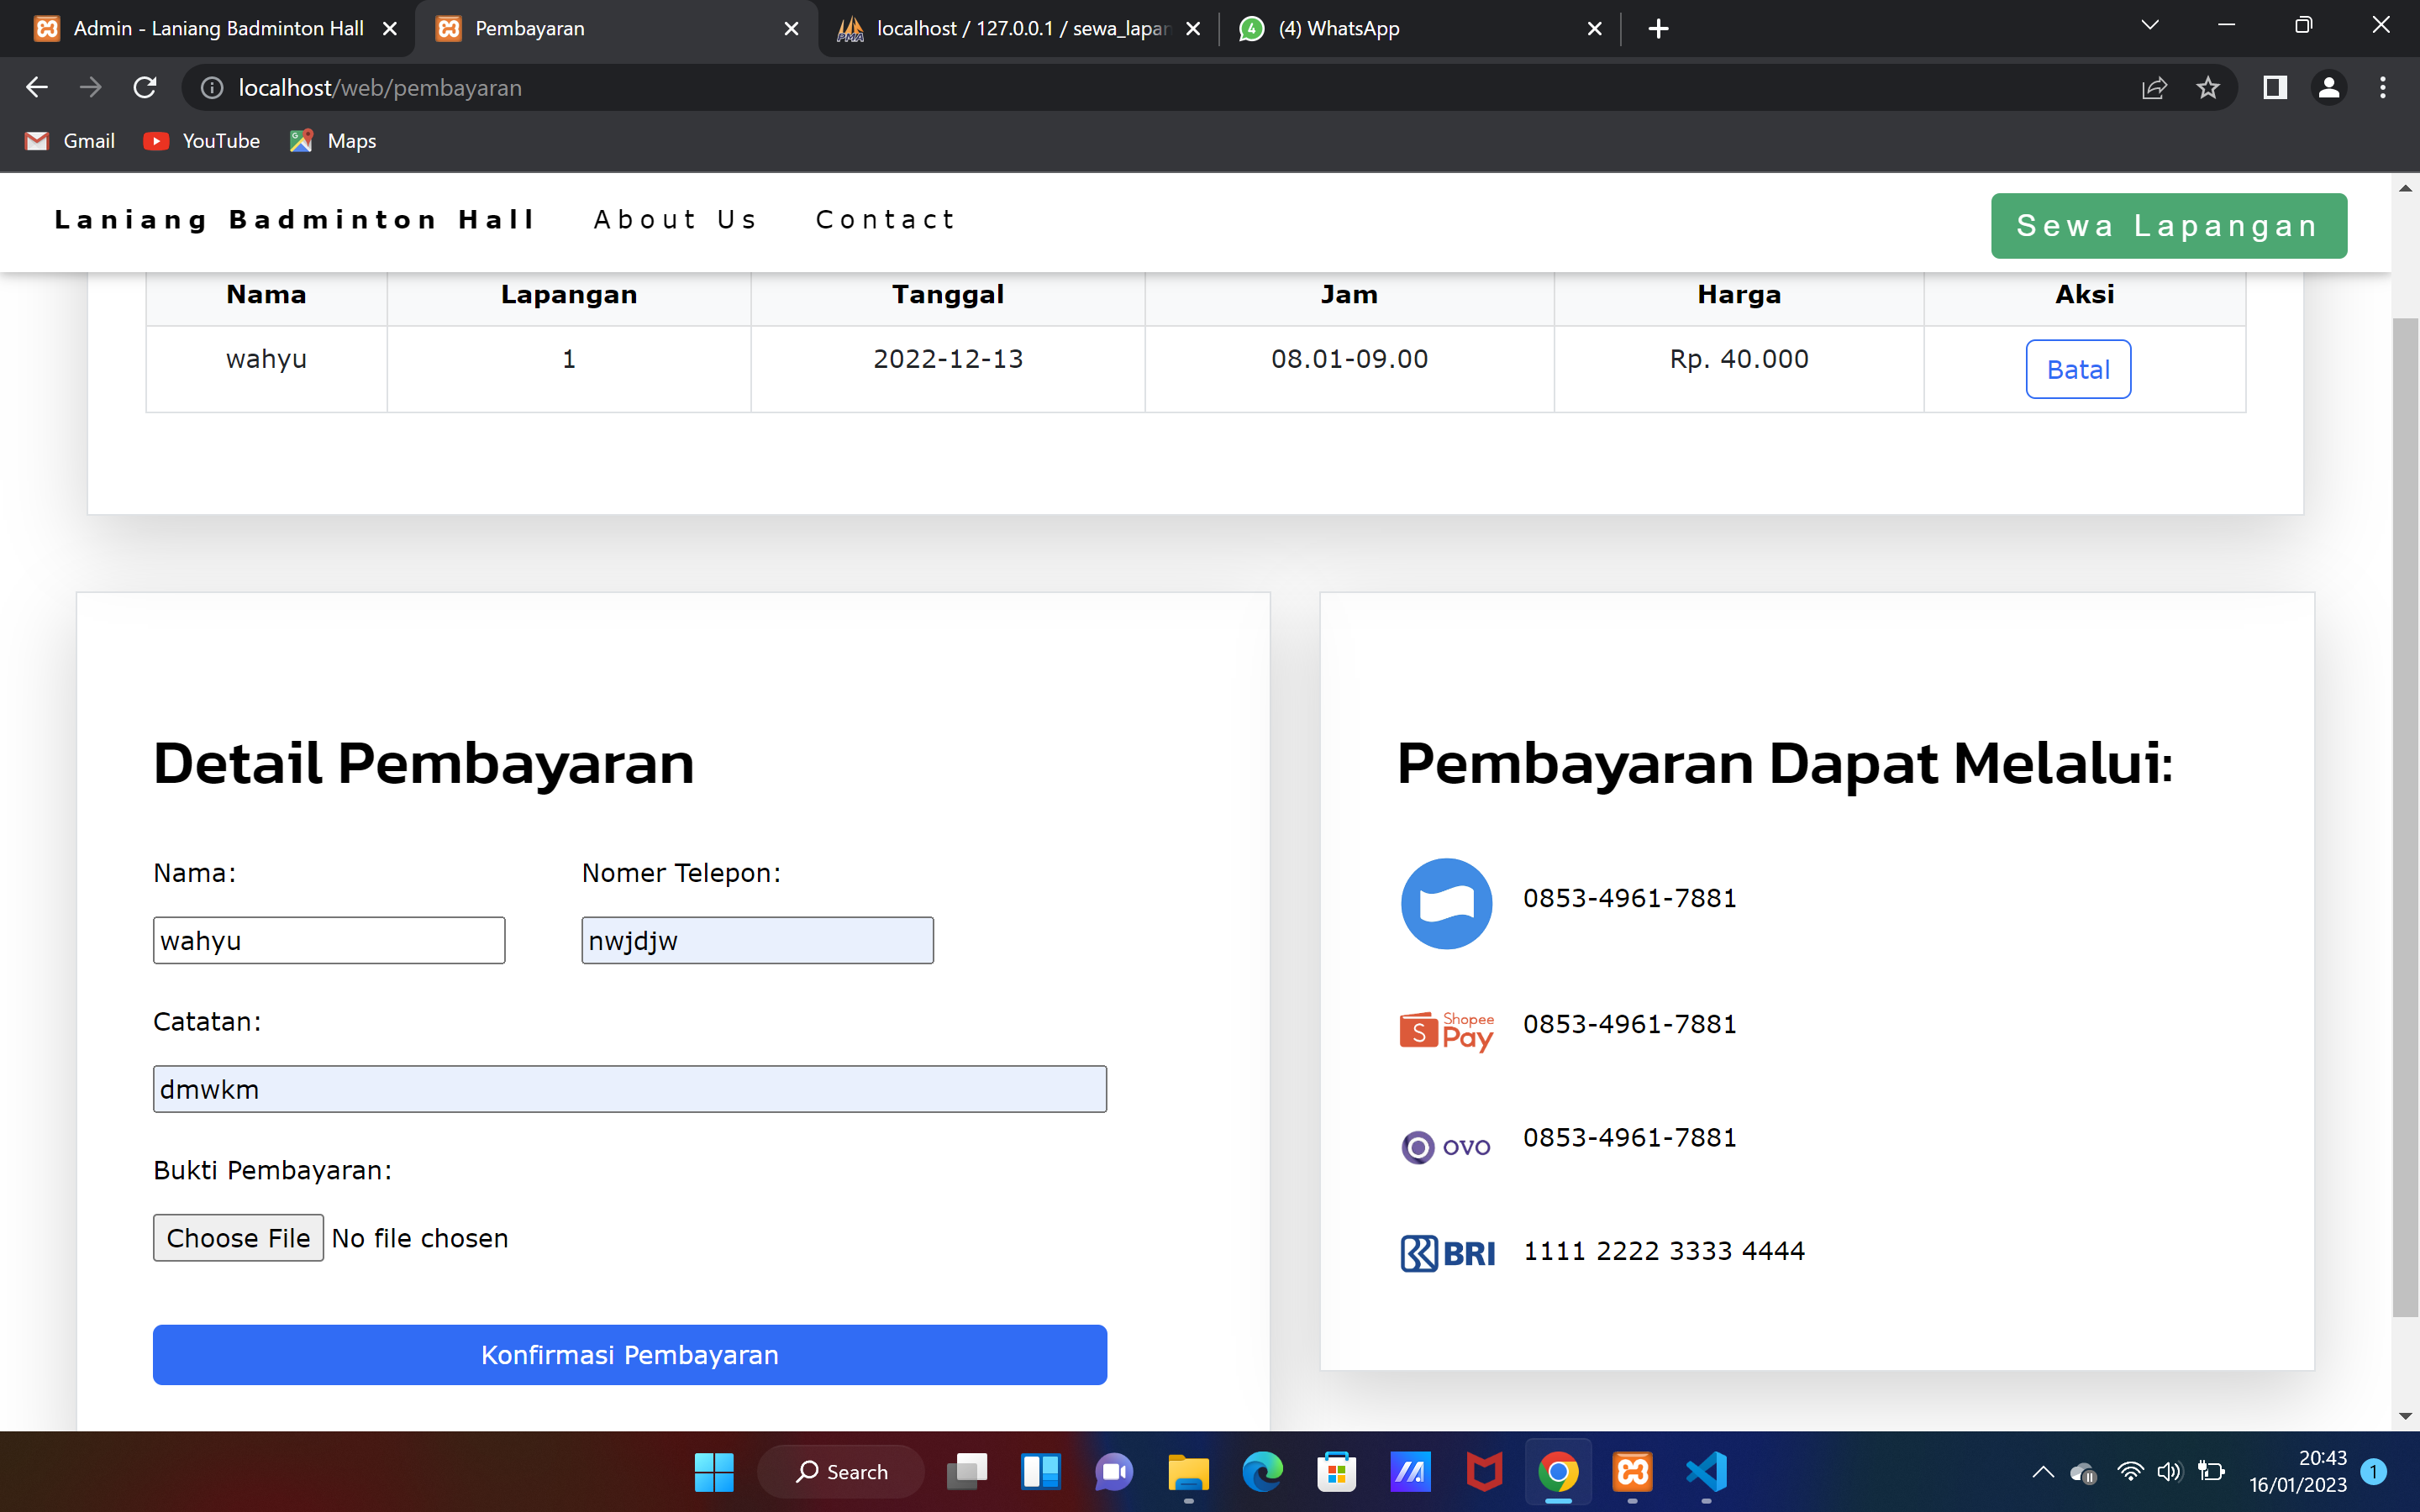 Admin - Laniang Badminton Hall
Pembayaran
localhost / 127.0.0.1 / sewa_lapan
(4) WhatsApp
localhost/web/pembayaran
Gmail
YouTube
Maps
Laniang Badminton Hall
About Us
Contact
Sewa Lapangan
Nama
Lapangan
Tanggal
Jam
Harga
Aksi
wahyu
1
2022-12-13
08.01-09.00
Rp. 40.000
Batal
Detail Pembayaran
Nama:
Nomer Telepon:
wahyu
nwjdjw
Catatan:
dmwkm
Bukti Pembayaran:
Choose File No file chosen
Konfirmasi Pembayaran
Pembayaran Dapat Melalui:
0853-4961-7881
S Shopee Pay
0853-4961-7881
OVO
0853-4961-7881
BRI
1111 2222 3333 4444
Search
20:43
16/01/2023
1